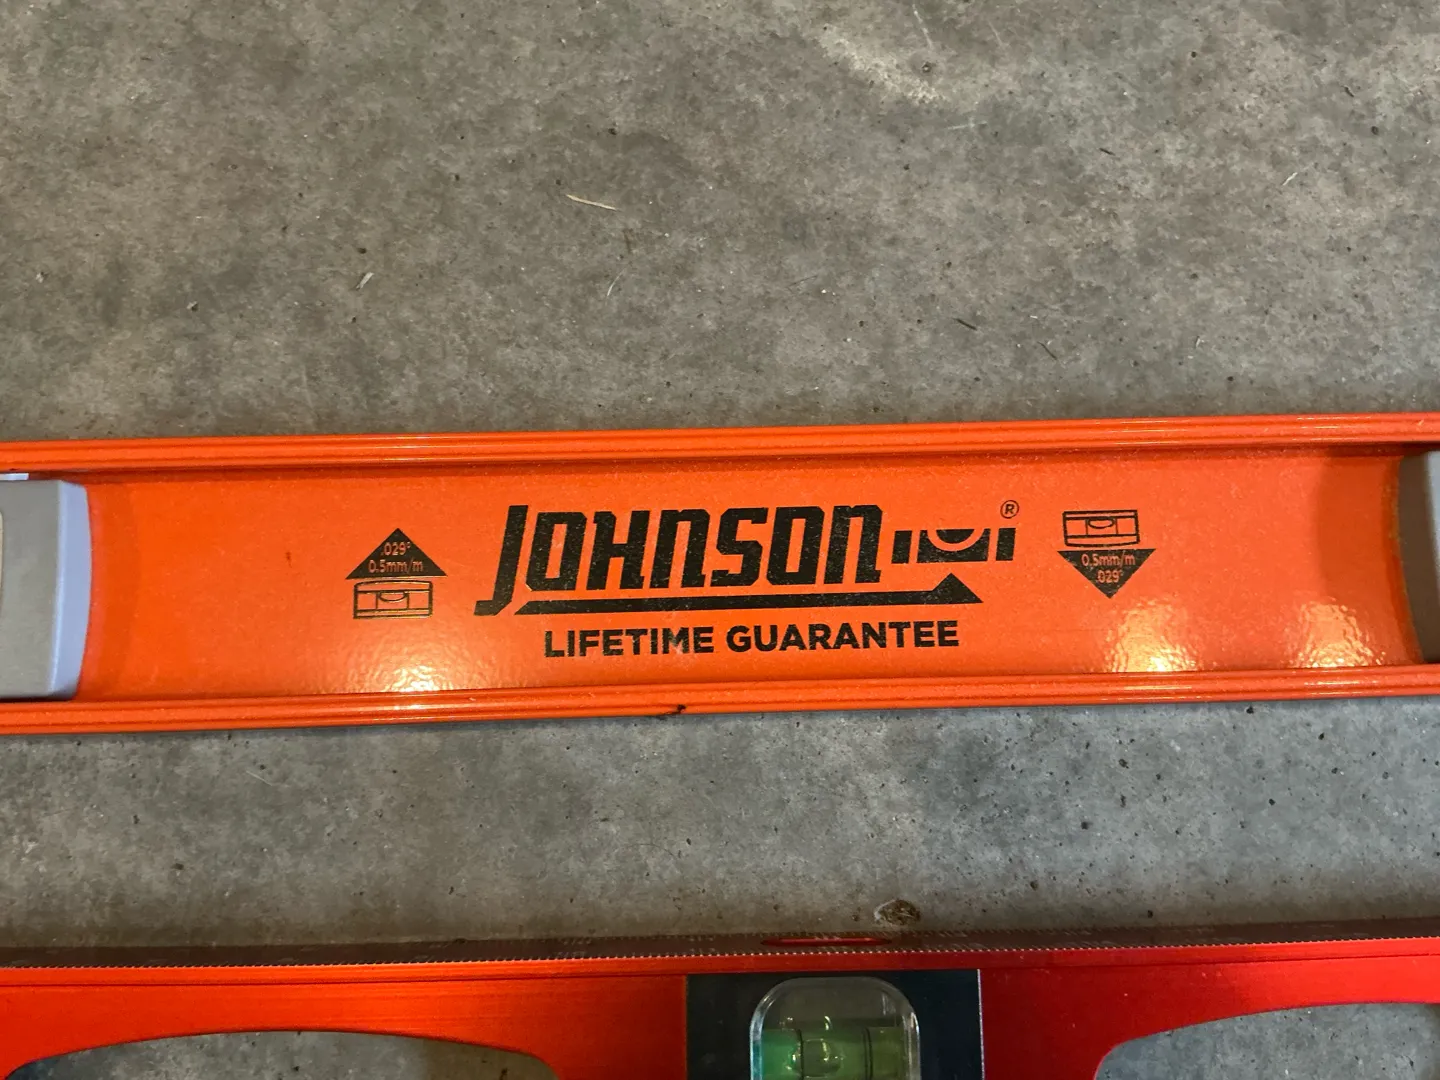 .029°
0.5mm/m
JOHNSON ®
LIFETIME GUARANTEE
0.5mm/m
.029°